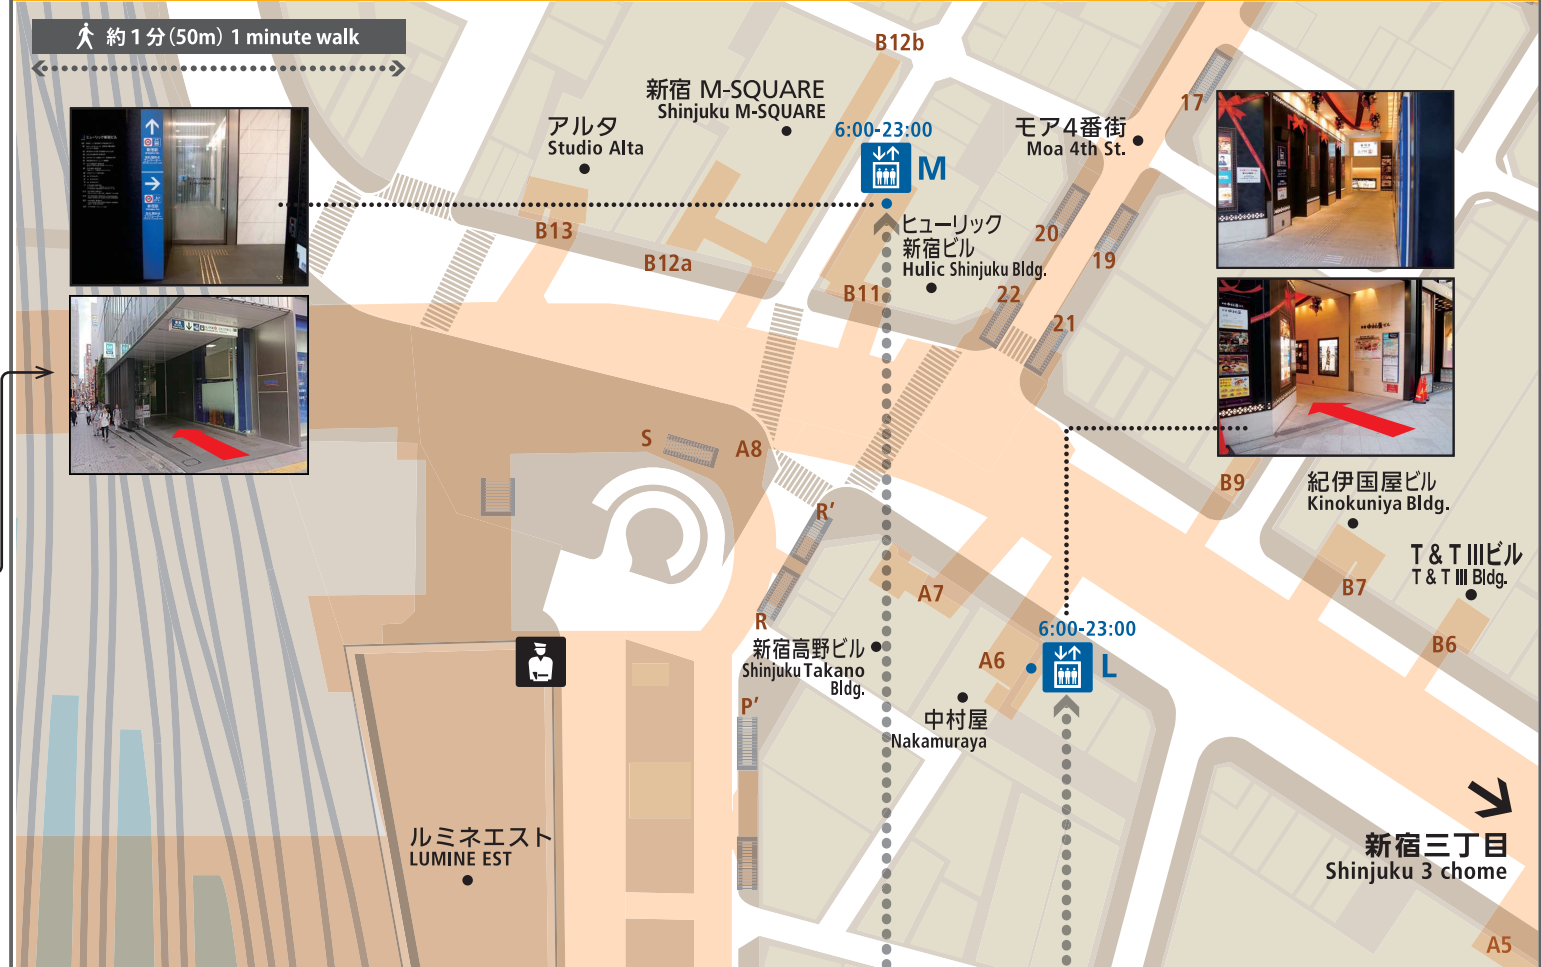 約1分(50m) 1 minute walk
B12b
新宿 M-SQUARE
Shinjuku M-SQUARE
アルタ
Studio Alta
6:00-23:00
M
モア4番街
Moa 4th St.
17
B13
B12a
ヒューリック
新宿ビル
Hulic Shinjuku Bldg.
20
19
B11
22
21
S
A8
R’
B9
紀伊国屋ビル
Kinokuniya Bldg.
T & T IIIビル
T & T III Bldg.
A7
B7
R
6:00-23:00
新宿高野ビル
Shinjuku Takano
Bldg.
A6
L
B6
P’
中村屋
Nakamuraya
ルミネエスト
LUMINE EST
新宿三丁目
Shinjuku 3 chome
A5